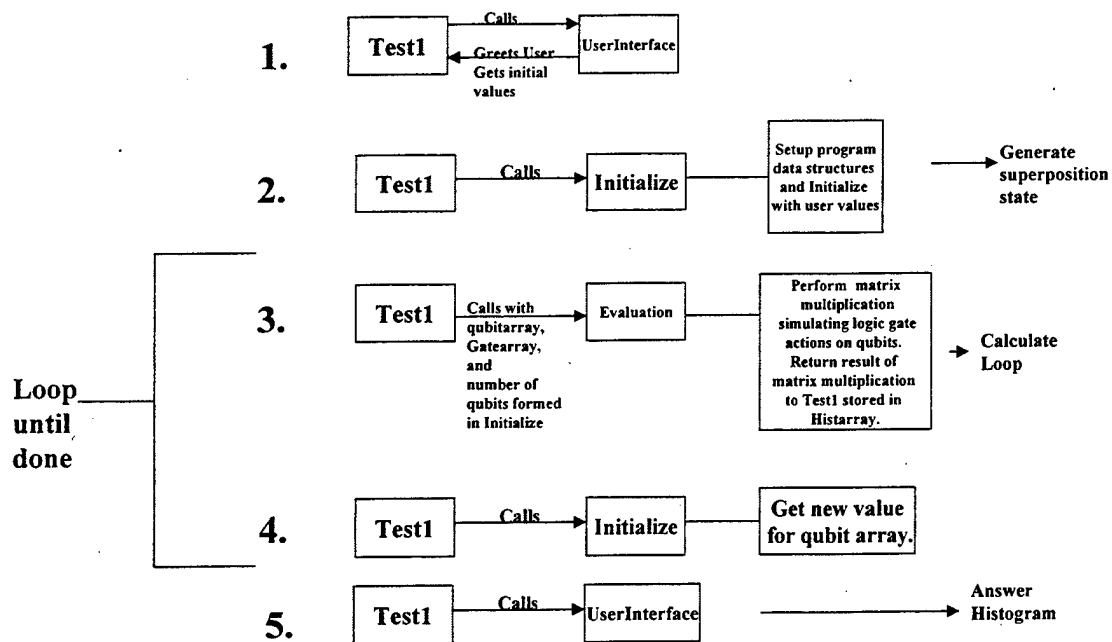 1.
Test1
Calls
Greets User
Gets initial
values
UserInterface
2.
Test1
Calls
Initialize
Setup program
data structures
and Initialize
with user values
Generate
superposition
state
Loop
until
done
3.
Test1
Calls with
qubitarray,
Gatearray,
and
number of
qubits formed
in Initialize
Evaluation
Perform matrix
multiplication
simulating logic gate
actions on qubits.
Return result of
matrix multiplication
to Test1 stored in
Histarray.
Calculate
Loop
4.
Test1
Calls
Initialize
Get new value
for qubit array.
5.
Test1
Calls
UserInterface
Answer
Histogram